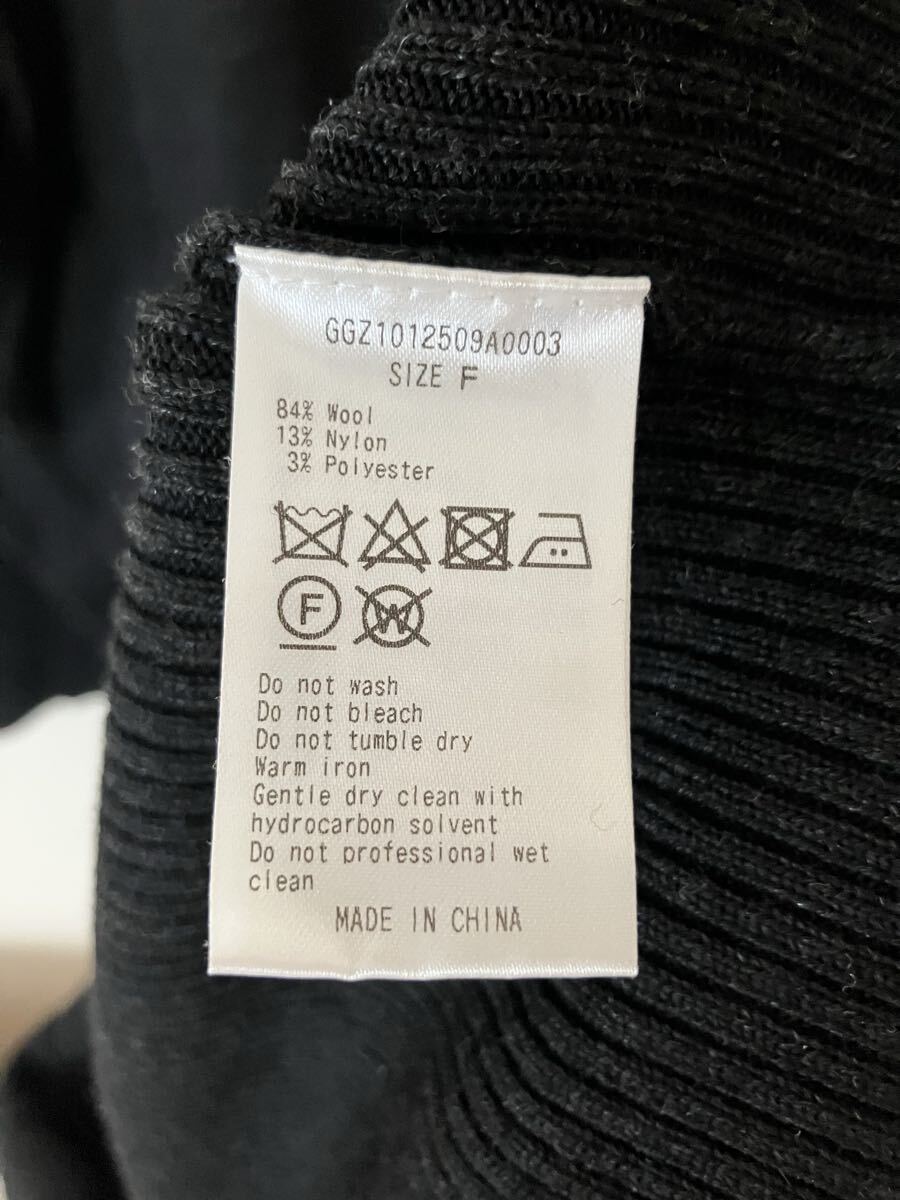 GGZ1012509A0003
SIZE F
84% Wool
13% Nylon
3% Polyester
F W
Do not wash
Do not bleach
Do not tumble dry
Warm iron
Gentle dry clean with
hydrocarbon solvent
Do not professional wet
clean
MADE IN CHINA